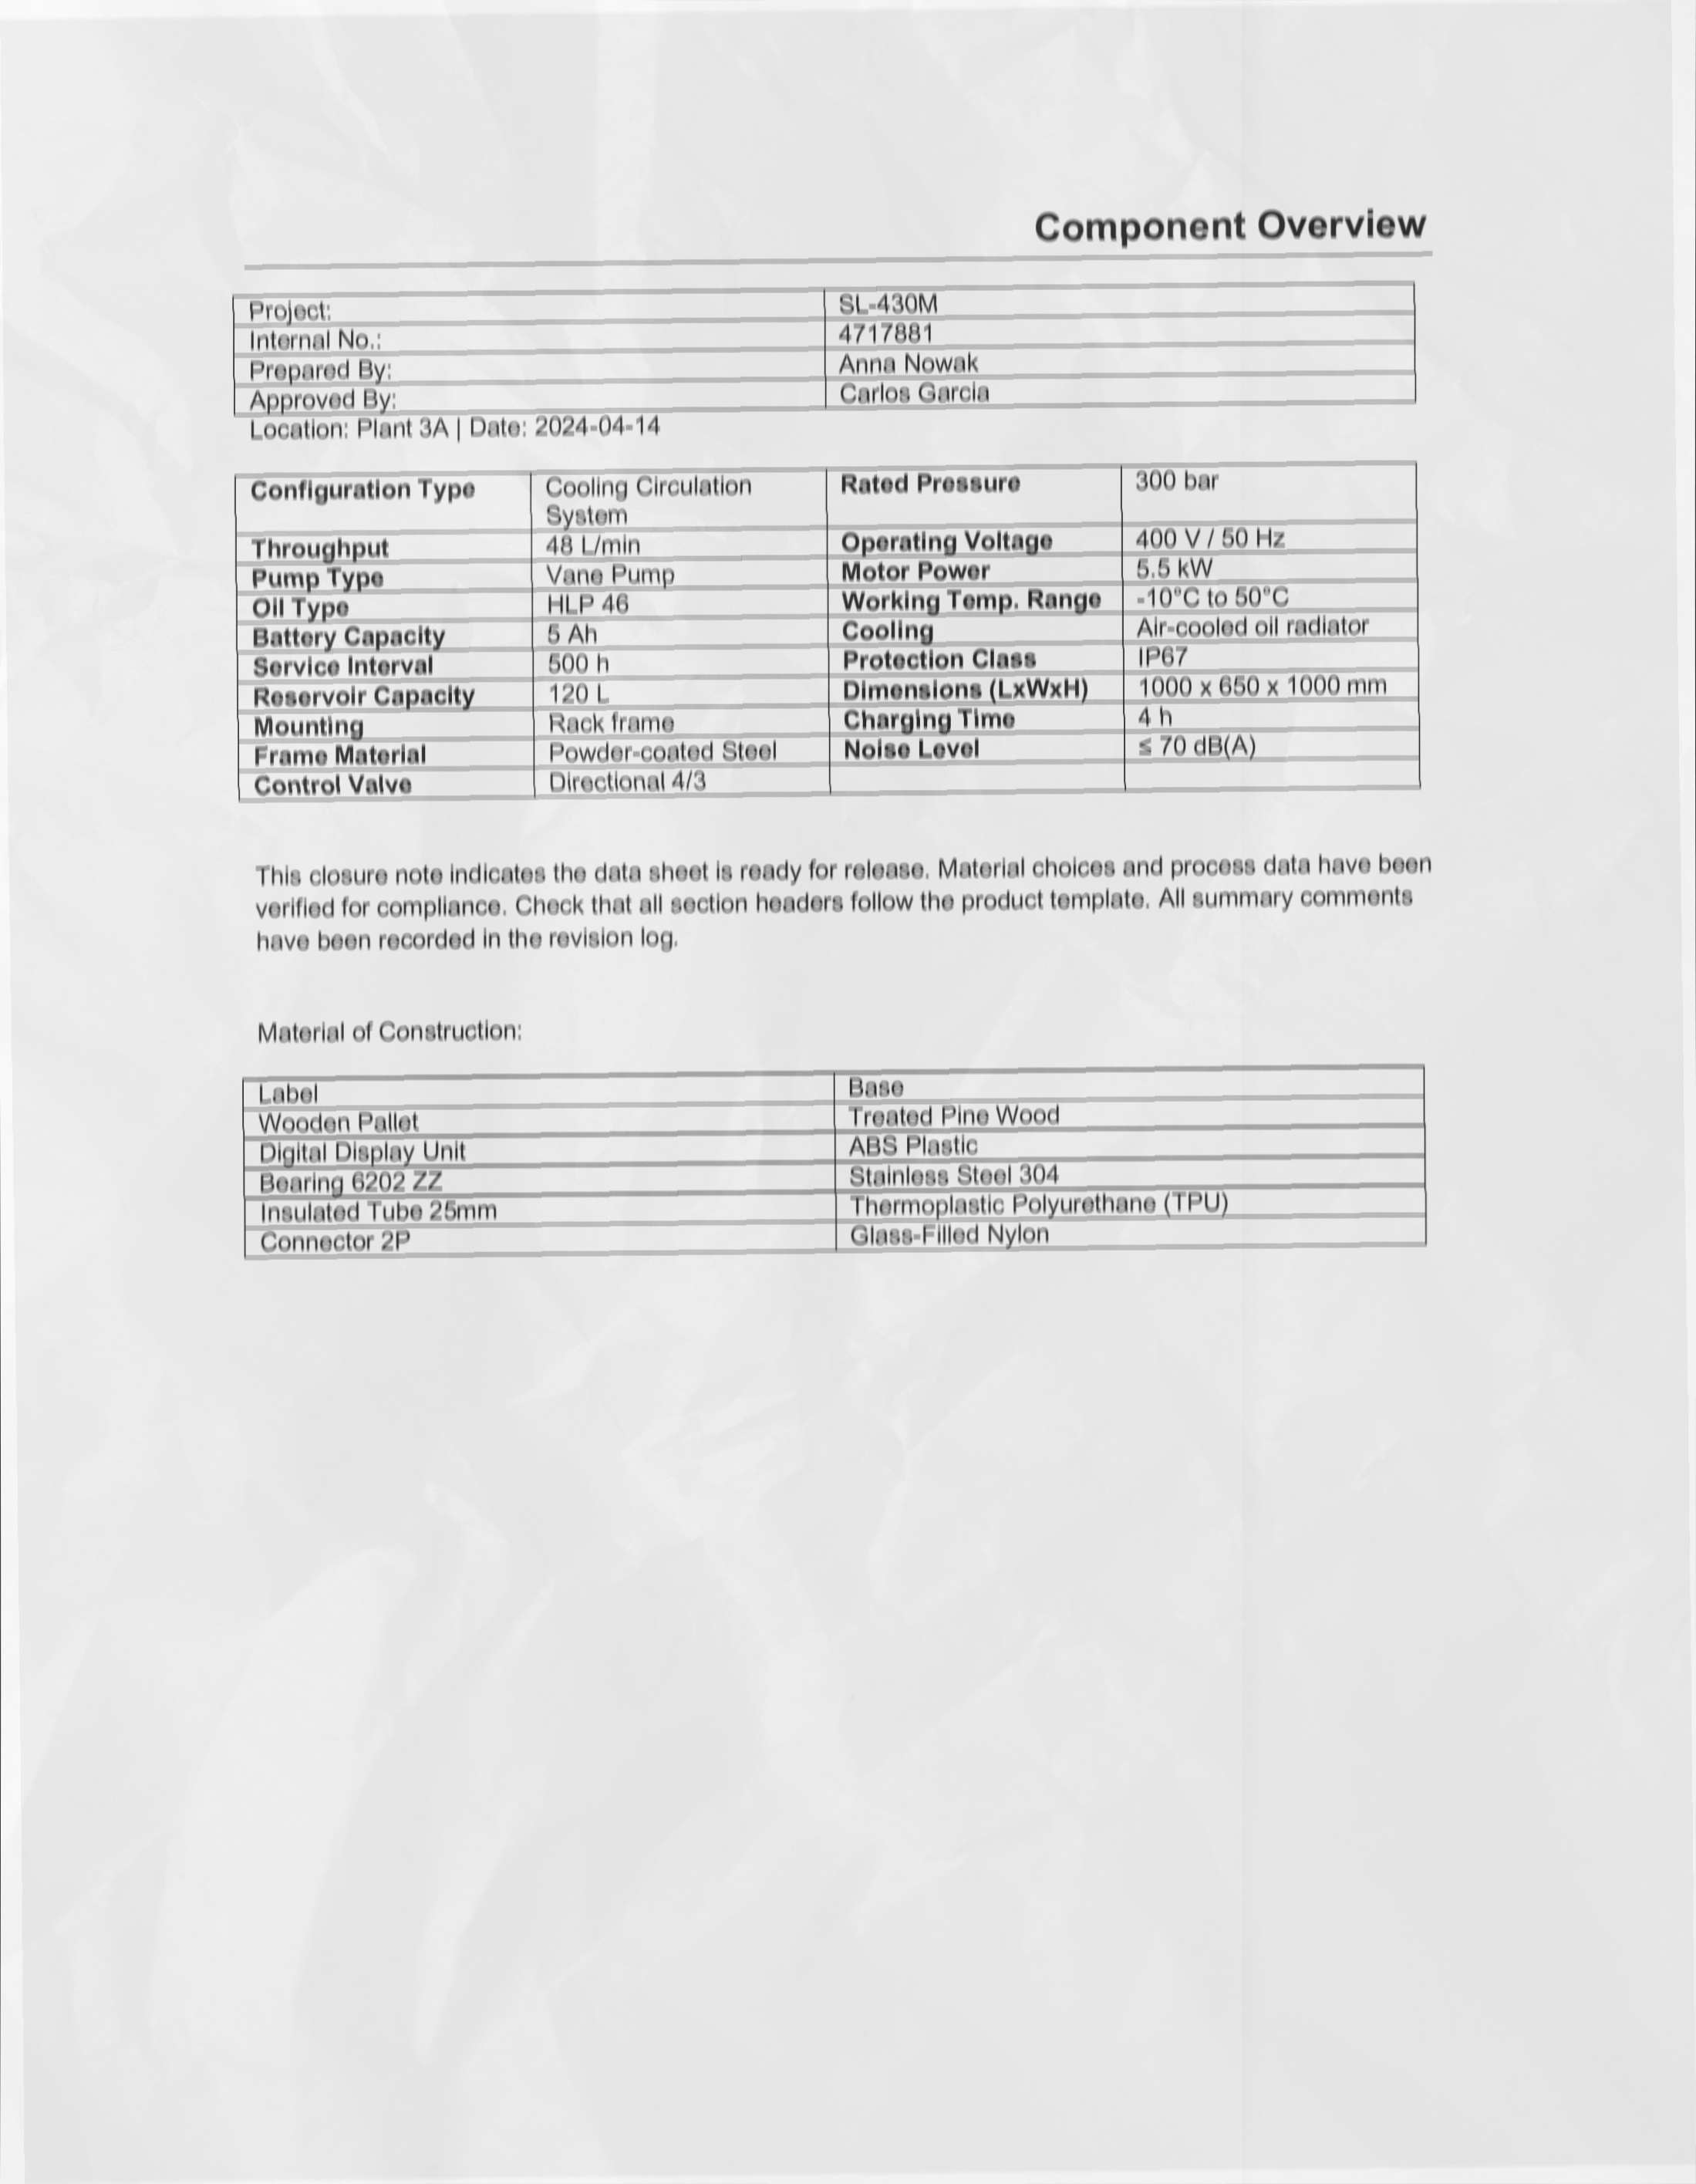 Component Overview
Project: SL-430M
Internal No.: 4717881
Prepared By: Anna Nowak
Approved By: Carlos Garcia
Location: Plant 3A | Date: 2024-04-14
Configuration Type Cooling Circulation System Rated Pressure 300 bar
Throughput 48 L/min Operating Voltage 400 V / 50 Hz
Pump Type Vane Pump Motor Power 5.5 kW
Oil Type HLP 46 Working Temp. Range -10°C to 50°C
Battery Capacity 5 Ah Cooling Air-cooled oil radiator
Service Interval 500 h Protection Class IP67
Reservoir Capacity 120 L Dimensions (LxWxH) 1000 x 650 x 1000 mm
Mounting Rack frame Charging Time 4 h
Frame Material Powder-coated Steel Noise Level ≤ 70 dB(A)
Control Valve Directional 4/3
This closure note indicates the data sheet is ready for release. Material choices and process data have been
verified for compliance. Check that all section headers follow the product template. All summary comments
have been recorded in the revision log.
Material of Construction:
Label Base
Wooden Pallet Treated Pine Wood
Digital Display Unit ABS Plastic
Bearing 6202 ZZ Stainless Steel 304
Insulated Tube 25mm Thermoplastic Polyurethane (TPU)
Connector 2P Glass-Filled Nylon